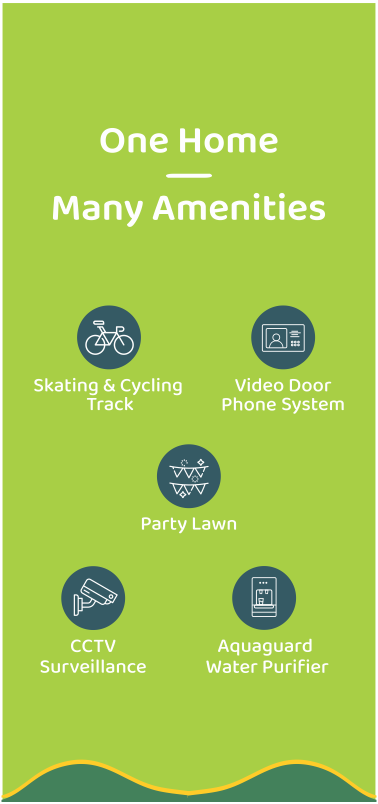 One Home
Many Amenities
Skating & Cycling
Track
Video Door
Phone System
Party Lawn
CCTV
Surveillance
Aquaguard
Water Purifier